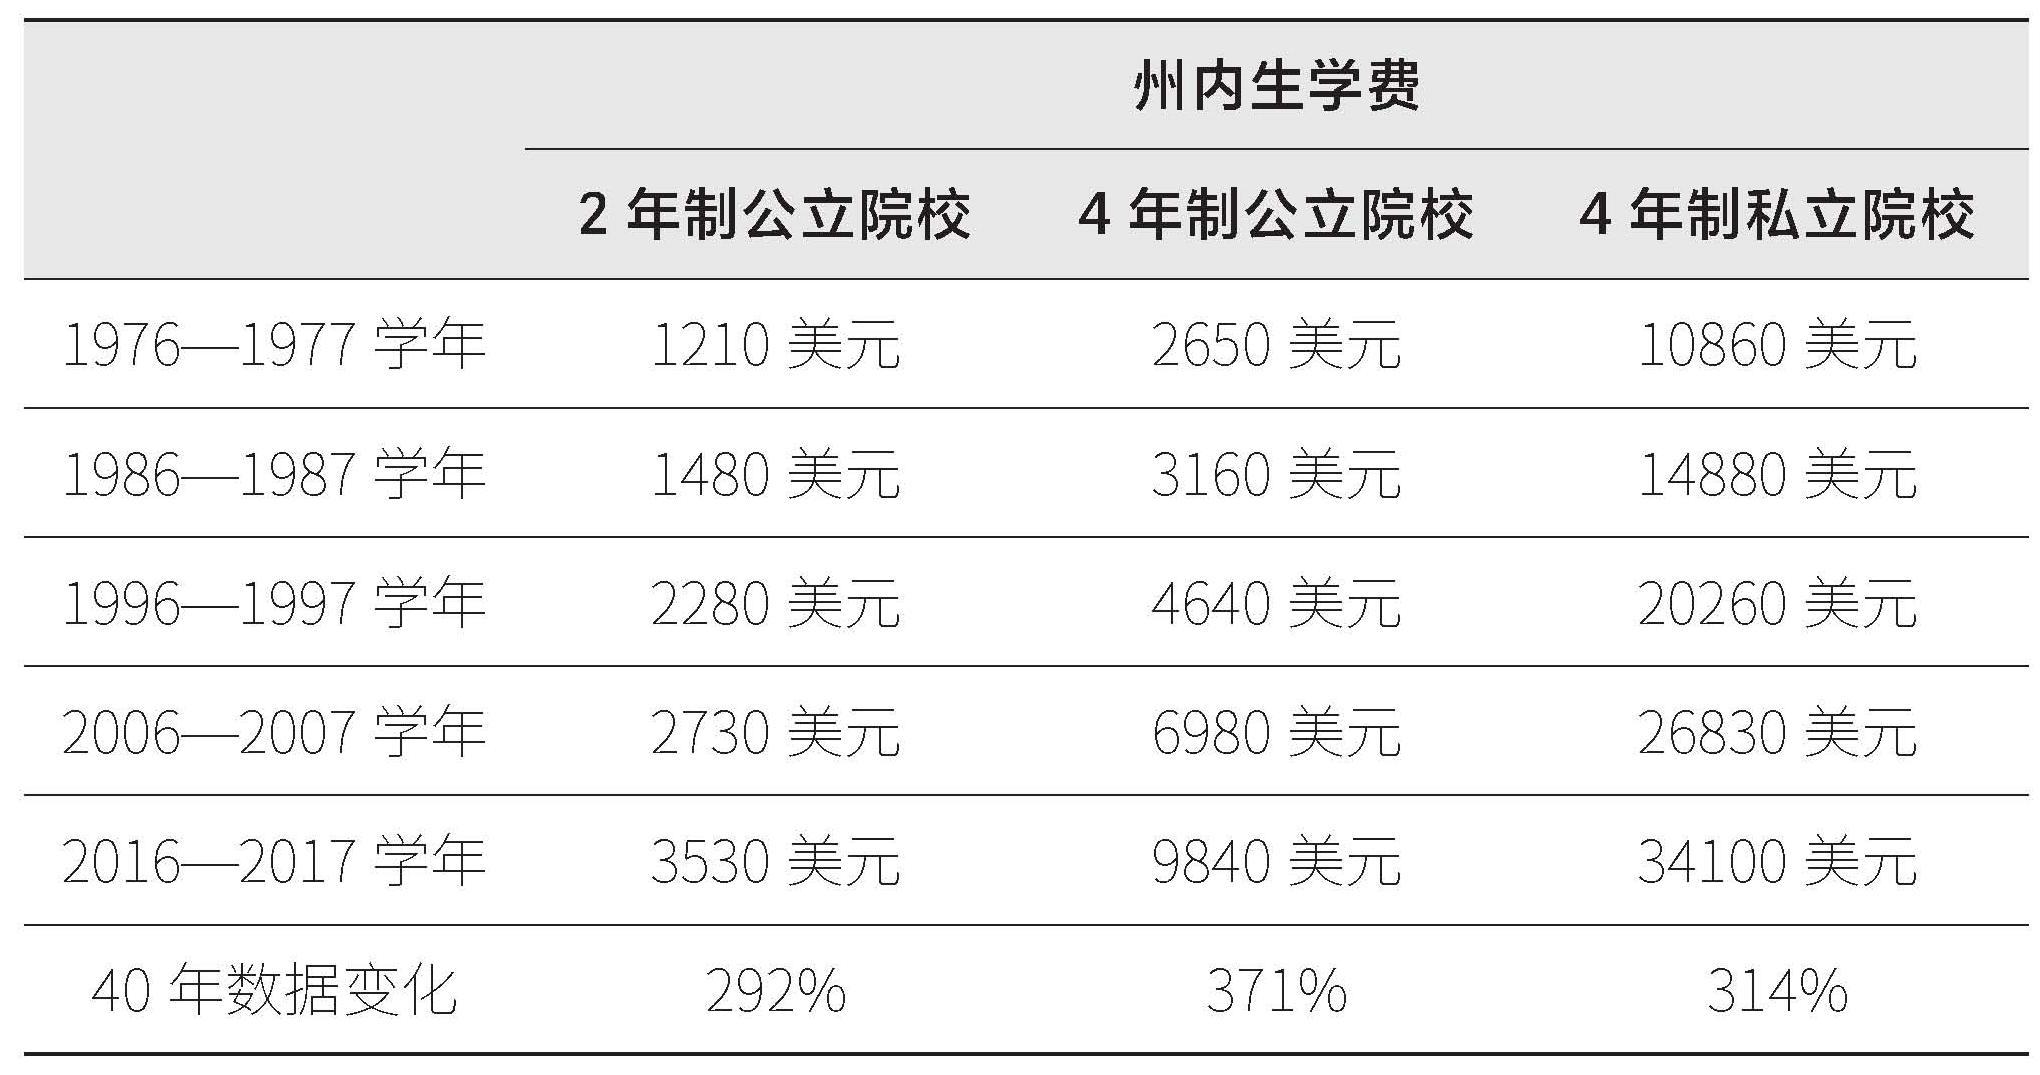 州内生学费
2 年制公立院校 4 年制公立院校 4 年制私立院校
1976—1977 学年 1210 美元 2650 美元 10860 美元
1986—1987 学年 1480 美元 3160 美元 14880 美元
1996—1997 学年 2280 美元 4640 美元 20260 美元
2006—2007 学年 2730 美元 6980 美元 26830 美元
2016—2017 学年 3530 美元 9840 美元 34100 美元
40 年数据变化 292% 371% 314%